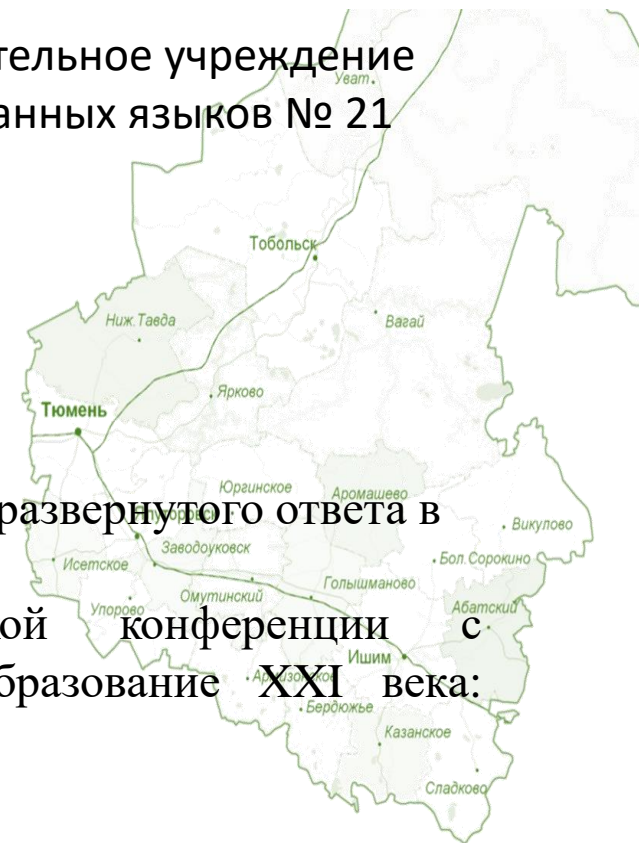 тельное учреждение
Уват
анных языков № 21
Тобольск
Ниж.Тавда
Вагай
Ярково
Тюмень
Юргинское
Аромашево
развернутого ответа в
Викулово
Заводоуковск
Бол.Сорокино
Исетское
Голышманово
Омутинский
Абатский
Упорово
ой конференции с
Ишим
бразование XXI века:
Армизонское
Бердюжье
Казанское
Сладково